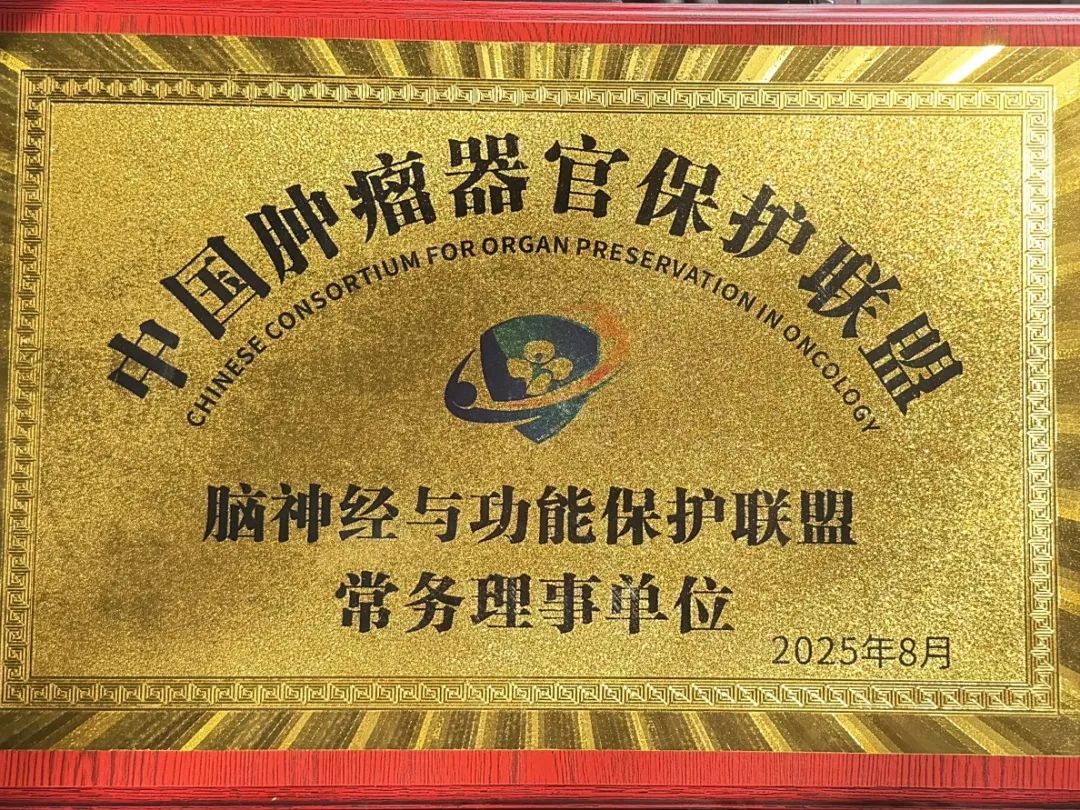 中国肿瘤器官保护联盟
CHINESE CONSORTIUM FOR ORGAN PRESERVATION IN ONCOLOGY
脑神经与功能保护联盟
常务理事单位
2025年8月